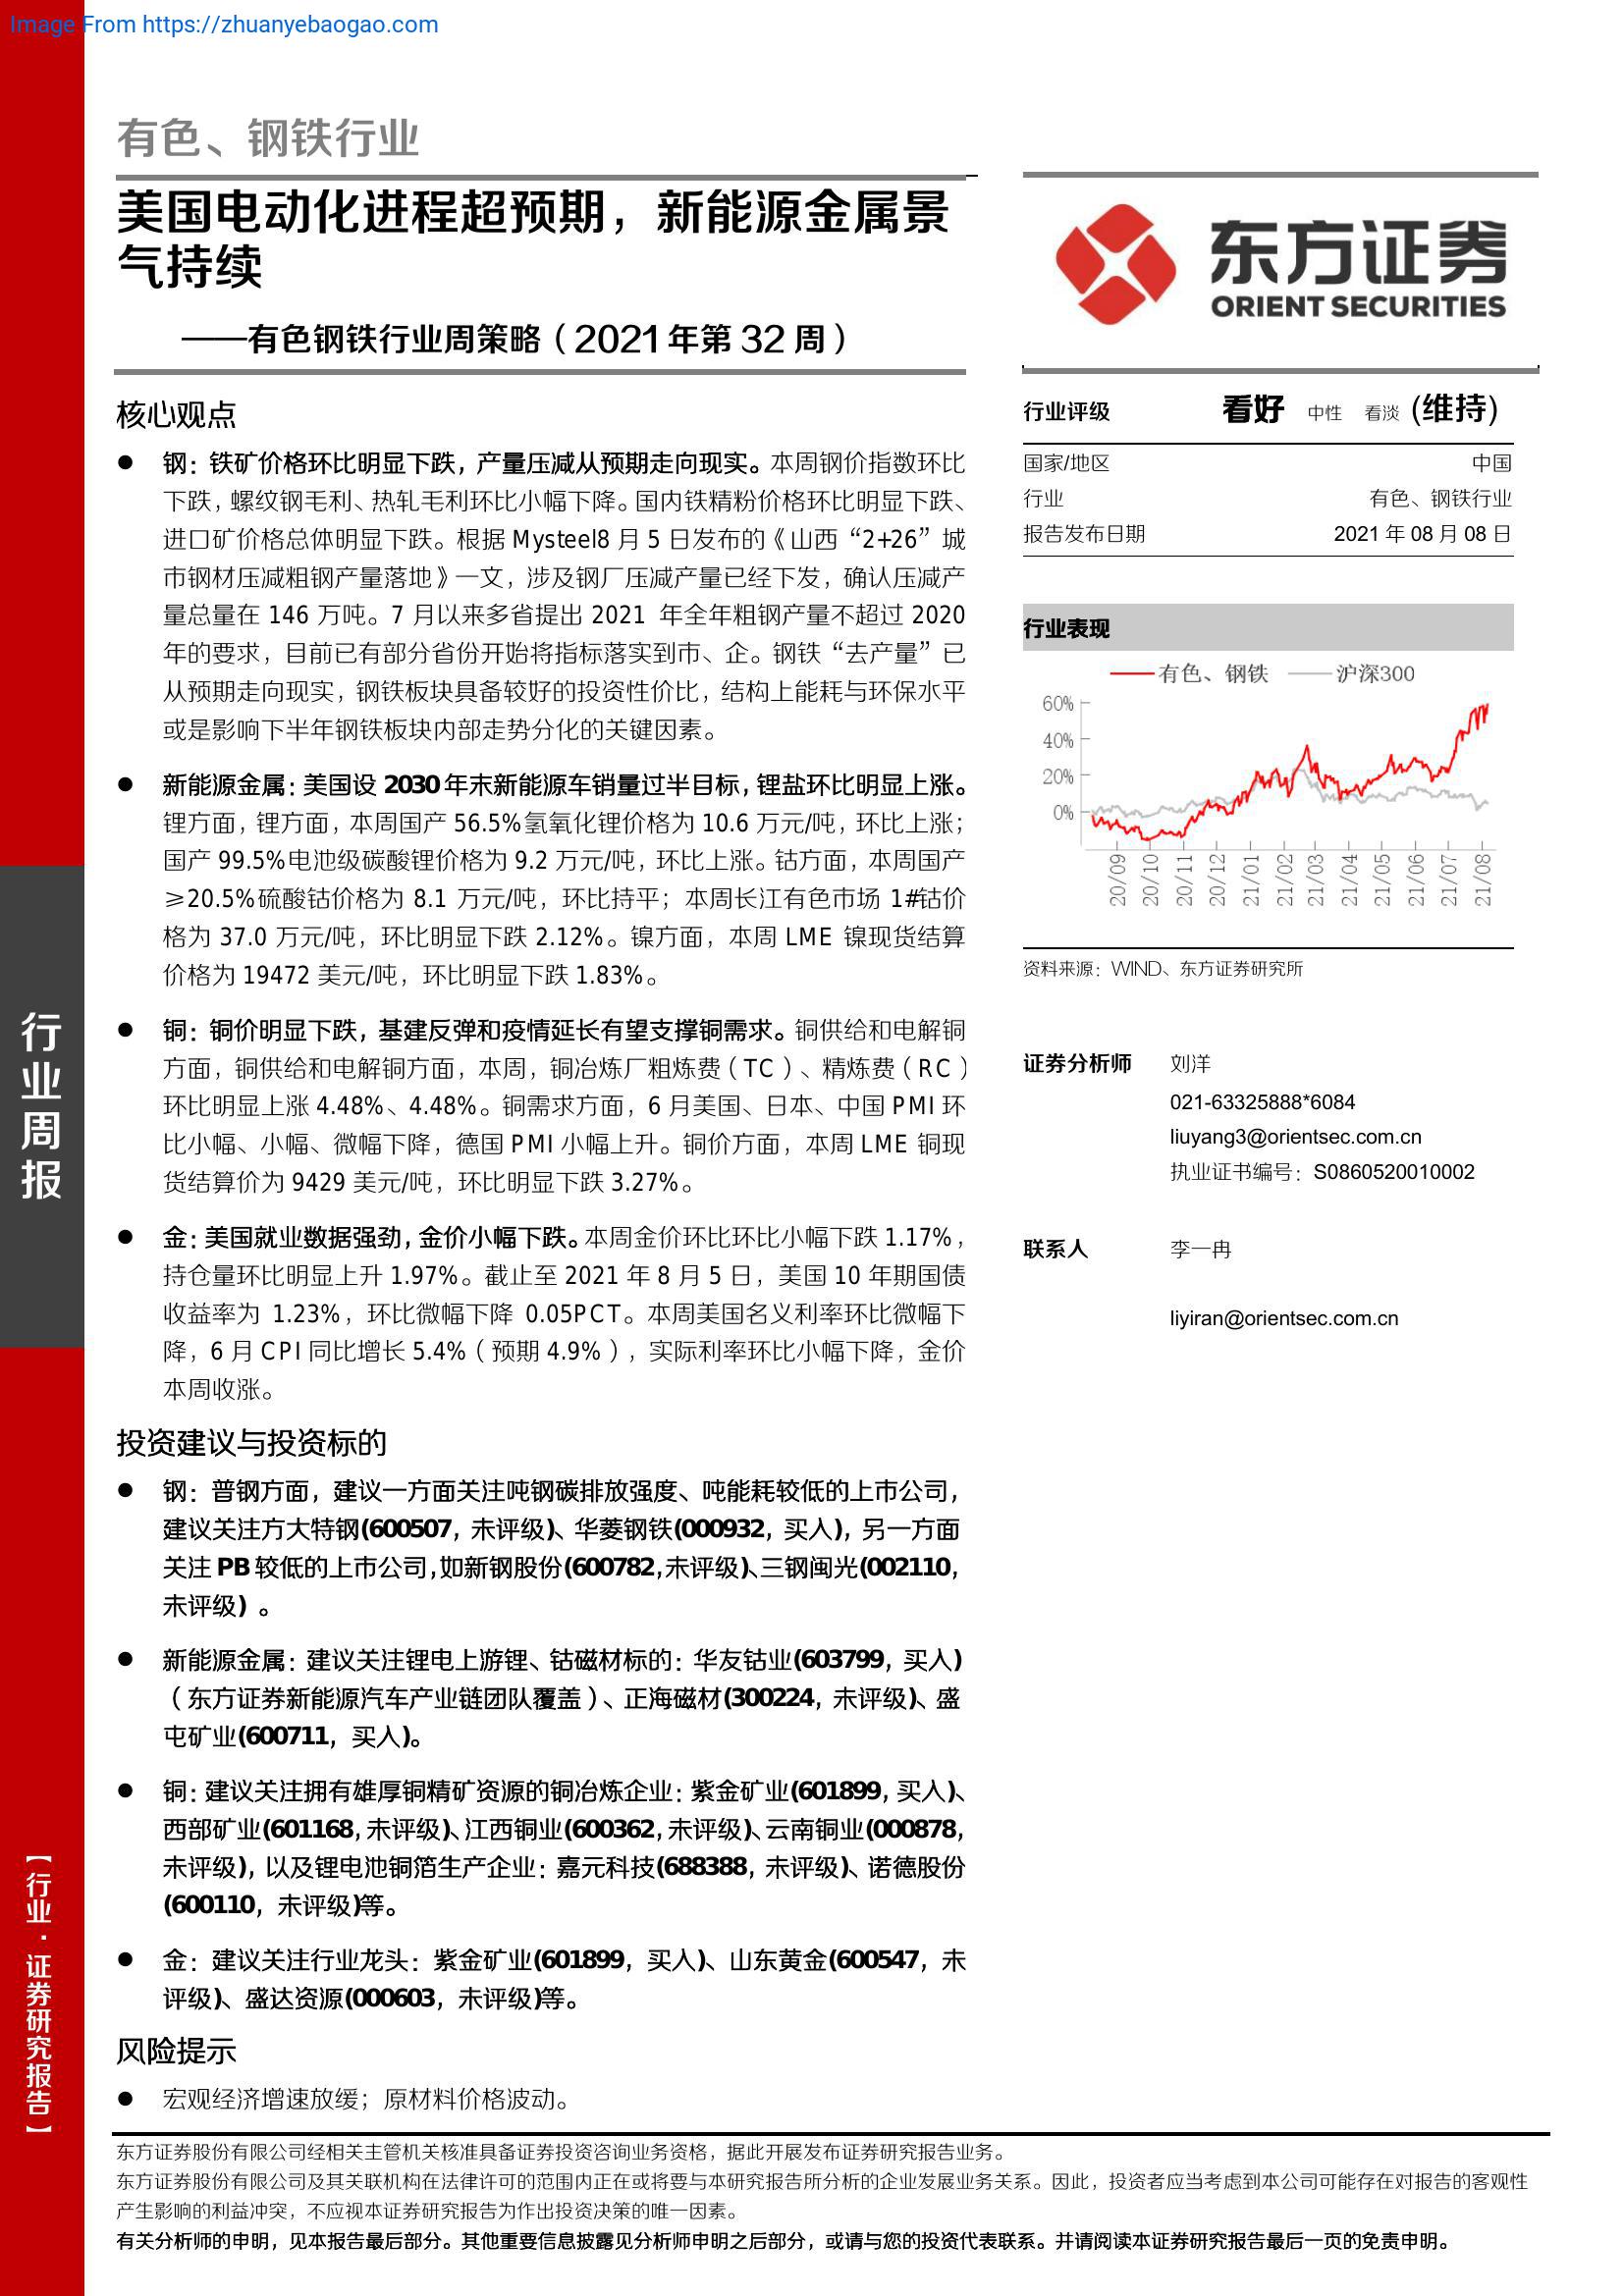 Image From https://zhuanyebaogao.com
有色、钢铁行业
美国电动化进程超预期，新能源金属景
气持续
——有色钢铁行业周策略（2021年第 32 周）
核心观点
● 钢：铁矿价格环比明显下跌，产量压减从预期走向现实。本周钢价指数环比
下跌，螺纹钢毛利、热轧毛利环比小幅下降。国内铁精粉价格环比明显下跌、
进口矿价格总体明显下跌。根据 Mysteel8 月 5 日发布的《山西“2+26”城
市钢材压减粗钢产量落地》一文，涉及钢厂压减产量已经下发，确认压减产
量总量在 146 万吨。7 月以来多省提出 2021 年全年粗钢产量不超过 2020
年的要求，目前已有部分省份开始将指标落实到市、企。钢铁“去产量”已
从预期走向现实，钢铁板块具备较好的投资性价比，结构上能耗与环保水平
或是影响下半年钢铁板块内部走势分化的关键因素。
● 新能源金属：美国设 2030 年末新能源车销量过半目标，锂盐环比明显上涨。
锂方面，锂方面，本周国产 56.5%氢氧化锂价格为 10.6 万元/吨，环比上涨；
国产 99.5%电池级碳酸锂价格为 9.2 万元/吨，环比上涨。钴方面，本周国产
≥20.5%硫酸钴价格为 8.1 万元/吨，环比持平；本周长江有色市场 1#钴价
格为 37.0 万元/吨，环比明显下跌 2.12%。镍方面，本周 LME 镍现货结算
价格为 19472 美元/吨，环比明显下跌 1.83%。
● 铜：铜价明显下跌，基建反弹和疫情延长有望支撑铜需求。铜供给和电解铜
方面，铜供给和电解铜方面，本周，铜冶炼厂粗炼费（TC）、精炼费（RC）
环比明显上涨 4.48%、4.48%。铜需求方面，6 月美国、日本、中国 PMI 环
比小幅、小幅、微幅下降，德国 PMI 小幅上升。铜价方面，本周 LME 铜现
货结算价为 9429 美元/吨，环比明显下跌 3.27%。
● 金：美国就业数据强劲，金价小幅下跌。本周金价环比环比小幅下跌 1.17%，
持仓量环比明显上升 1.97%。截止至 2021 年 8 月 5 日，美国 10 年期国债
收益率为 1.23%，环比微幅下降 0.05PCT。本周美国名义利率环比微幅下
降，6 月 CPI 同比增长 5.4%（预期 4.9%），实际利率环比小幅下降，金价
本周收涨。
投资建议与投资标的
● 钢：普钢方面，建议一方面关注吨钢碳排放强度、吨能耗较低的上市公司，
建议关注方大特钢(600507，未评级)、华菱钢铁(000932，买入)，另一方面
关注 PB 较低的上市公司，如新钢股份(600782，未评级)、三钢闽光(002110，
未评级) 。
● 新能源金属：建议关注锂电上游锂、钴磁材标的：华友钴业(603799，买入)
（东方证券新能源汽车产业链团队覆盖）、正海磁材(300224，未评级)、盛
屯矿业(600711，买入)。
● 铜：建议关注拥有雄厚铜精矿资源的铜冶炼企业：紫金矿业(601899，买入)、
西部矿业(601168，未评级)、江西铜业(600362，未评级)、云南铜业(000878，
未评级)，以及锂电池铜箔生产企业：嘉元科技(688388，未评级)、诺德股份
(600110，未评级)等。
● 金：建议关注行业龙头：紫金矿业(601899，买入)、山东黄金(600547，未
评级)、盛达资源(000603，未评级)等。
风险提示
● 宏观经济增速放缓；原材料价格波动。
东方证券
ORIENT SECURITIES
行业评级 看好 中性 看淡 (维持)
国家/地区 中国
行业 有色、钢铁行业
报告发布日期 2021 年 08 月 08 日
行业表现
有色、钢铁 沪深300
60%
40%
20%
0%
20/09 20/10 20/11 20/12 21/01 21/02 21/03 21/04 21/05 21/06 21/07 21/08
资料来源：WIND、东方证券研究所
证券分析师 刘洋
021-63325888*6084
liuyang3@orientsec.com.cn
执业证书编号：S0860520010002
联系人 李一冉
liyiran@orientsec.com.cn
行业周报
【行业·证券研究报告】
东方证券股份有限公司经相关主管机关核准具备证券投资咨询业务资格，据此开展发布证券研究报告业务。
东方证券股份有限公司及其关联机构在法律许可的范围内正在或将要与本研究报告所分析的企业发展业务关系。因此，投资者应当考虑到本公司可能存在对报告的客观性
产生影响的利益冲突，不应视本证券研究报告为作出投资决策的唯一因素。
有关分析师的申明，见本报告最后部分。其他重要信息披露见分析师申明之后部分，或请与您的投资代表联系。并请阅读本证券研究报告最后一页的免责申明。